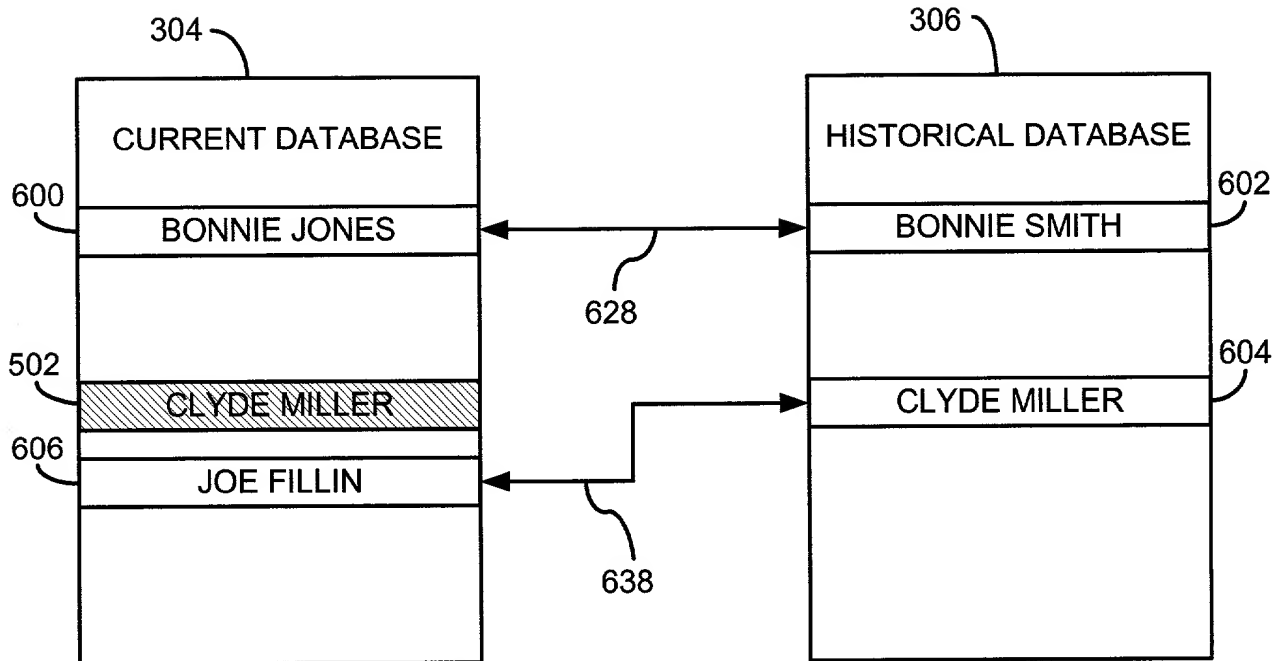 304
306
CURRENT DATABASE
HISTORICAL DATABASE
600
602
BONNIE JONES
BONNIE SMITH
628
502
604
CLYDE MILLER
CLYDE MILLER
606
JOE FILLIN
638